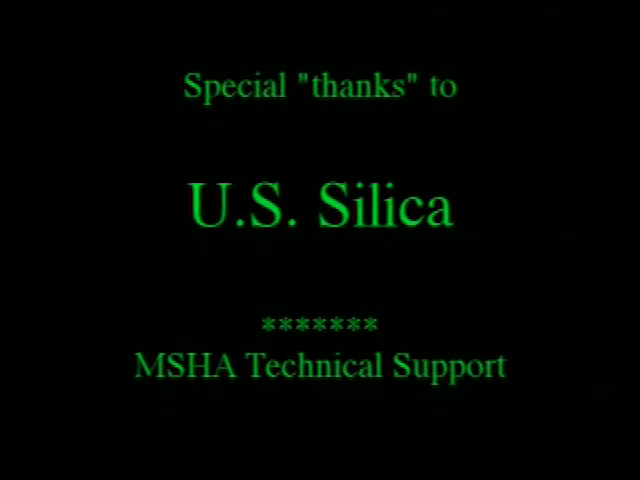 Special "thanks" to
U.S. Silica
*******
MSHA Technical Support